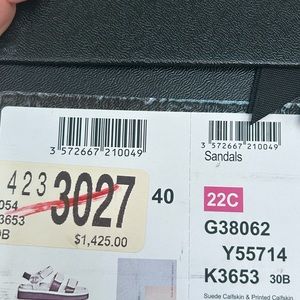 3 572667 210049
3 572667 210049
Sandals
423
3027
40
22C
054
3653
30B
$1,425.00
G38062
Y55714
K3653 30B
Suede Calfskin & Printed Calfskin